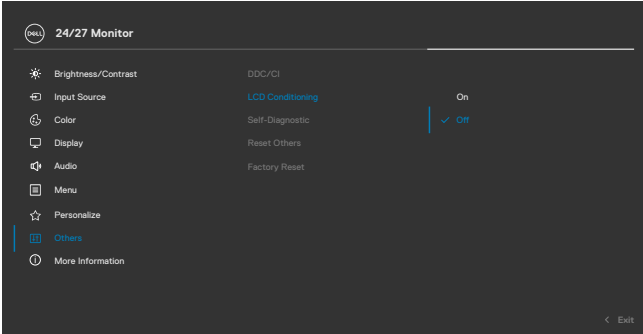 DELL 24/27 Monitor
Brightness/Contrast DDC/CI
Input Source LCD Conditioning On
Color Self-Diagnostic Off
Display Reset Others
Audio Factory Reset
Menu
Personalize
Others
More Information
Exit